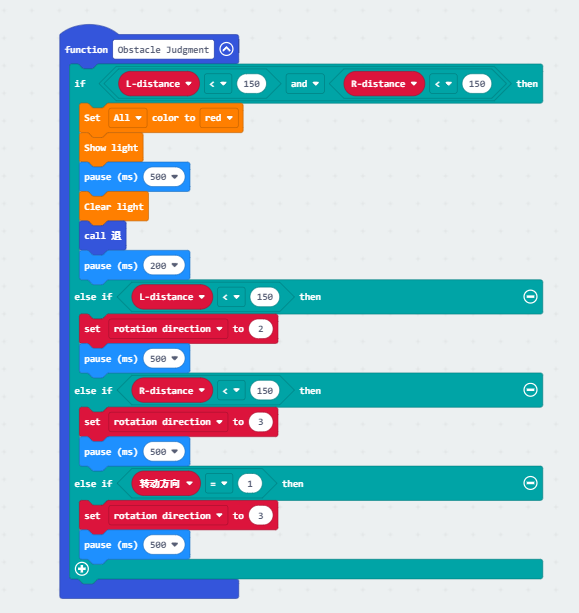 function Obstacle Judgment
if L-distance < 150 and R-distance < 150 then
Set All color to red
Show light
pause (ms) 500
Clear light
call 退
pause (ms) 200
else if L-distance < 150 then
set rotation direction to 2
pause (ms) 500
else if R-distance < 150 then
set rotation direction to 3
pause (ms) 500
else if 转动方向 = 1 then
set rotation direction to 3
pause (ms) 500